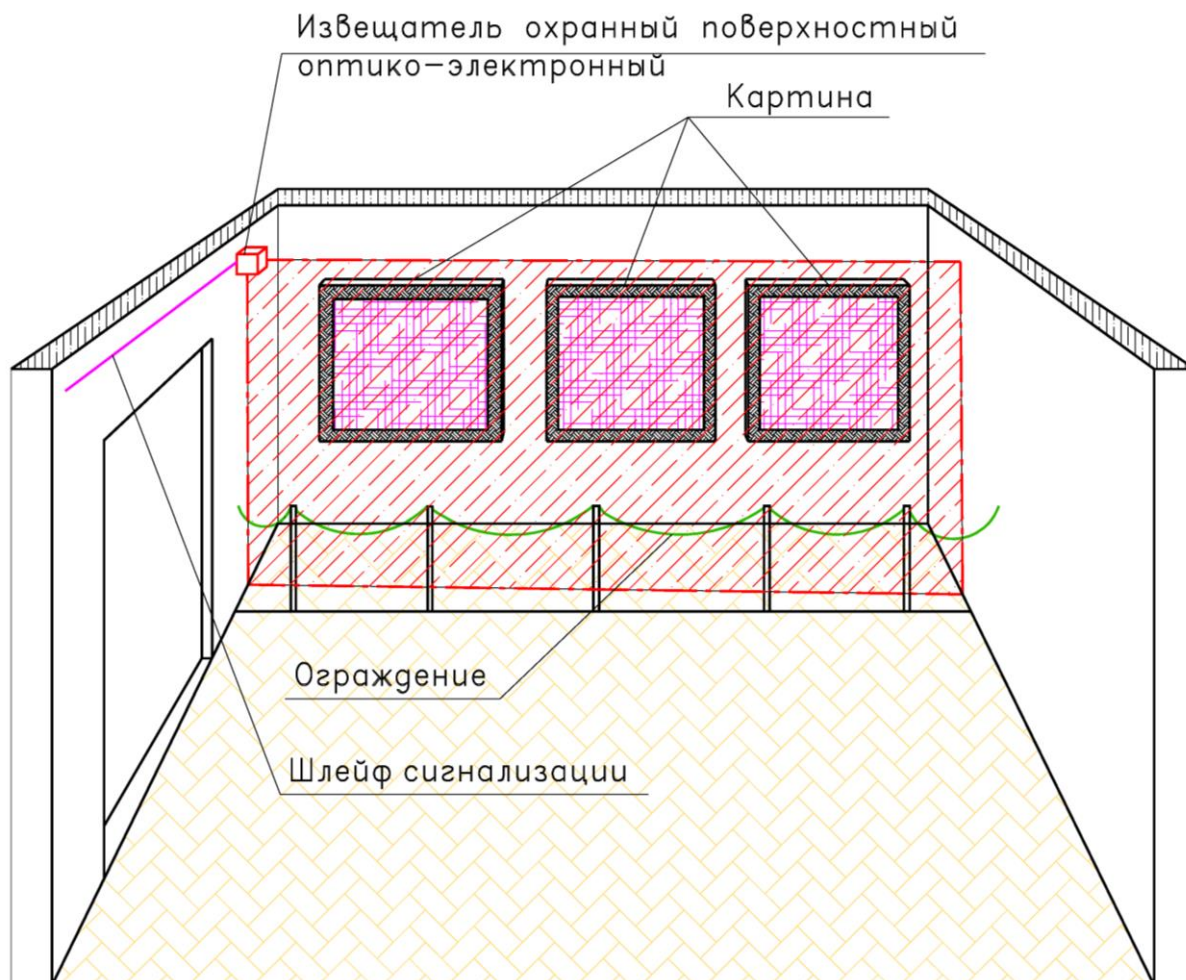 Извещатель охранный поверхностный
оптико-электронный
Картина
Ограждение
Шлейф сигнализации